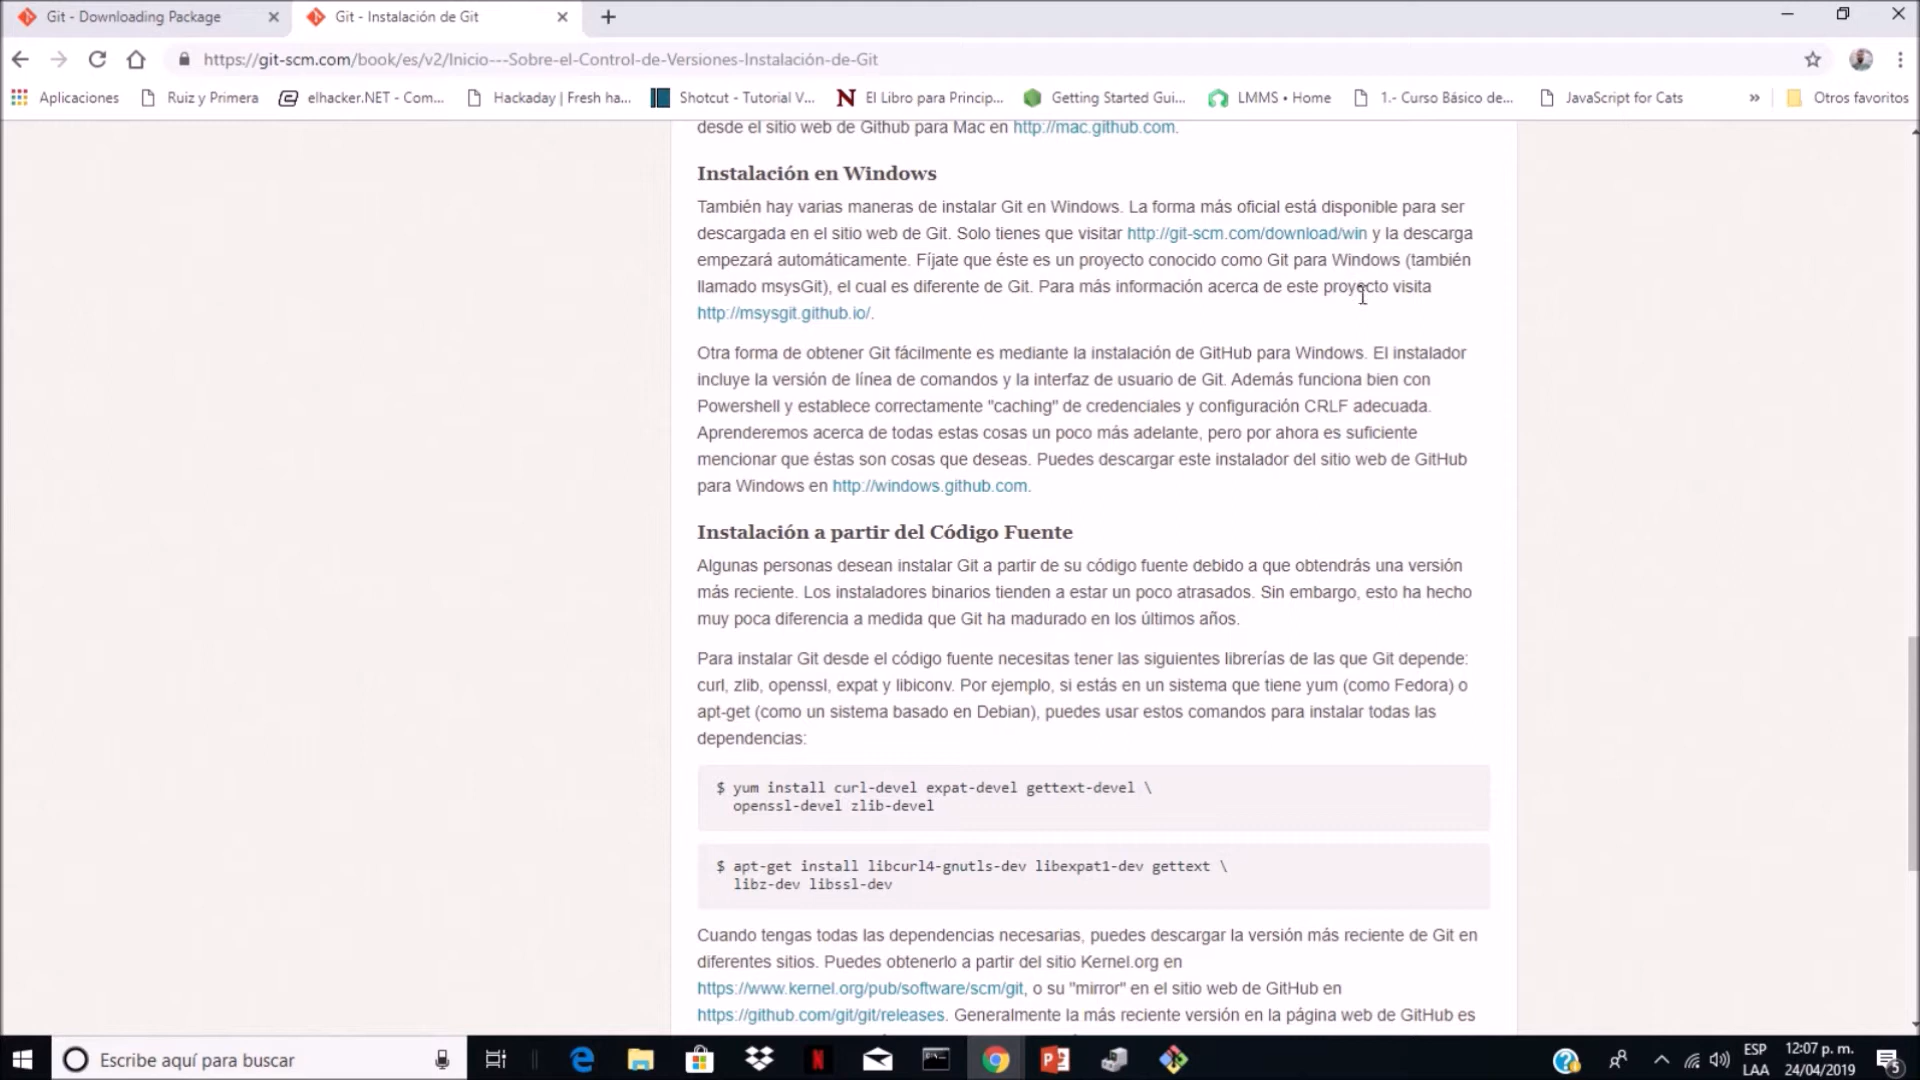 Git - Downloading Package
Git - Instalación de Git
https://git-scm.com/book/es/v2/Inicio---Sobre-el-Control-de-Versiones-Instalación-de-Git
Aplicaciones
Ruiz y Primera
elhacker.NET - Com...
Hackaday | Fresh ha...
Shotcut - Tutorial V...
El Libro para Princip...
Getting Started Gui...
LMMS • Home
1.- Curso Básico de...
JavaScript for Cats
»
Otros favoritos
desde el sitio web de Github para Mac en http://mac.github.com.
Instalación en Windows
También hay varias maneras de instalar Git en Windows. La forma más oficial está disponible para ser
descargada en el sitio web de Git. Solo tienes que visitar http://git-scm.com/download/win y la descarga
empezará automáticamente. Fíjate que éste es un proyecto conocido como Git para Windows (también
llamado msysGit), el cual es diferente de Git. Para más información acerca de este proyecto visita
http://msysgit.github.io/.
Otra forma de obtener Git fácilmente es mediante la instalación de GitHub para Windows. El instalador
incluye la versión de línea de comandos y la interfaz de usuario de Git. Además funciona bien con
Powershell y establece correctamente "caching" de credenciales y configuración CRLF adecuada.
Aprenderemos acerca de todas estas cosas un poco más adelante, pero por ahora es suficiente
mencionar que éstas son cosas que deseas. Puedes descargar este instalador del sitio web de GitHub
para Windows en http://windows.github.com.
Instalación a partir del Código Fuente
Algunas personas desean instalar Git a partir de su código fuente debido a que obtendrás una versión
más reciente. Los instaladores binarios tienden a estar un poco atrasados. Sin embargo, esto ha hecho
muy poca diferencia a medida que Git ha madurado en los últimos años.
Para instalar Git desde el código fuente necesitas tener las siguientes librerías de las que Git depende:
curl, zlib, openssl, expat y libiconv. Por ejemplo, si estás en un sistema que tiene yum (como Fedora) o
apt-get (como un sistema basado en Debian), puedes usar estos comandos para instalar todas las
dependencias:
$ yum install curl-devel expat-devel gettext-devel \
openssl-devel zlib-devel
$ apt-get install libcurl4-gnutls-dev libexpat1-dev gettext \
libz-dev libssl-dev
Cuando tengas todas las dependencias necesarias, puedes descargar la versión más reciente de Git en
diferentes sitios. Puedes obtenerlo a partir del sitio Kernel.org en
https://www.kernel.org/pub/software/scm/git, o su "mirror" en el sitio web de GitHub en
https://github.com/git/git/releases. Generalmente la más reciente versión en la página web de GitHub es
Escribe aquí para buscar
ESP
LAA
12:07 p. m.
24/04/2019
5